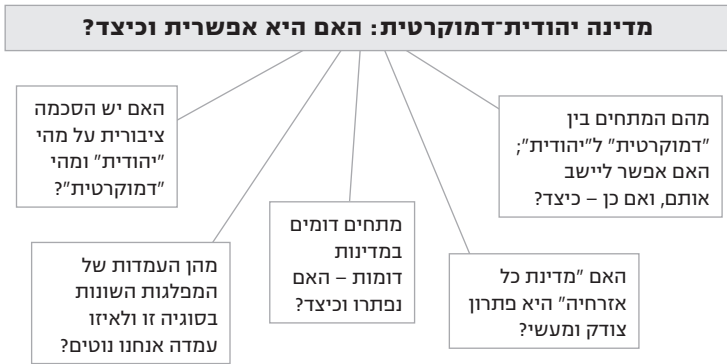 מדינה יהודית־דמוקרטית: האם היא אפשרית וכיצד?
מהם המתחים בין
"דמוקרטית" ל"יהודית";
האם אפשר ליישב
אותם, ואם כן – כיצד?
האם "מדינת כל
אזרחיה" היא פתרון
צודק ומעשי?
מתחים דומים
במדינות
דומות – האם
נפתרו וכיצד?
מהן העמדות של
המפלגות השונות
בסוגיה זו ולאיזו
עמדה אנחנו נוטים?
האם יש הסכמה
ציבורית על מהי
"יהודית" ומהי
"דמוקרטית"?